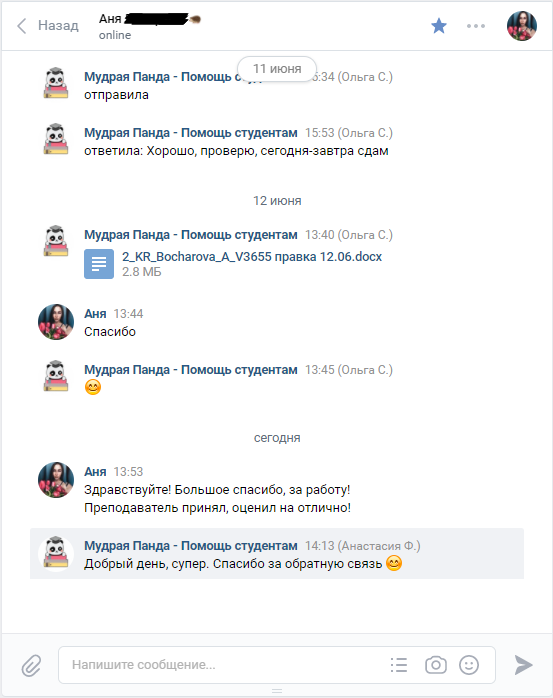 Назад
Аня
online
11 июня
Мудрая Панда - Помощь :34 (Ольга С.)
отправила
Мудрая Панда - Помощь студентам 15:53 (Ольга С.)
ответила: Хорошо, проверю, сегодня-завтра сдам
12 июня
Мудрая Панда - Помощь студентам 13:40 (Ольга С.)
2_KR_Bocharova_A_V3655 правка 12.06.docx
2.8 МБ
Аня 13:44
Спасибо
Мудрая Панда - Помощь студентам 13:45 (Ольга С.)
😊
сегодня
Аня 13:53
Здравствуйте! Большое спасибо, за работу!
Преподаватель принял, оценил на отлично!
Мудрая Панда - Помощь студентам 14:13 (Анастасия Ф.)
Добрый день, супер. Спасибо за обратную связь 😊
Напишите сообщение...